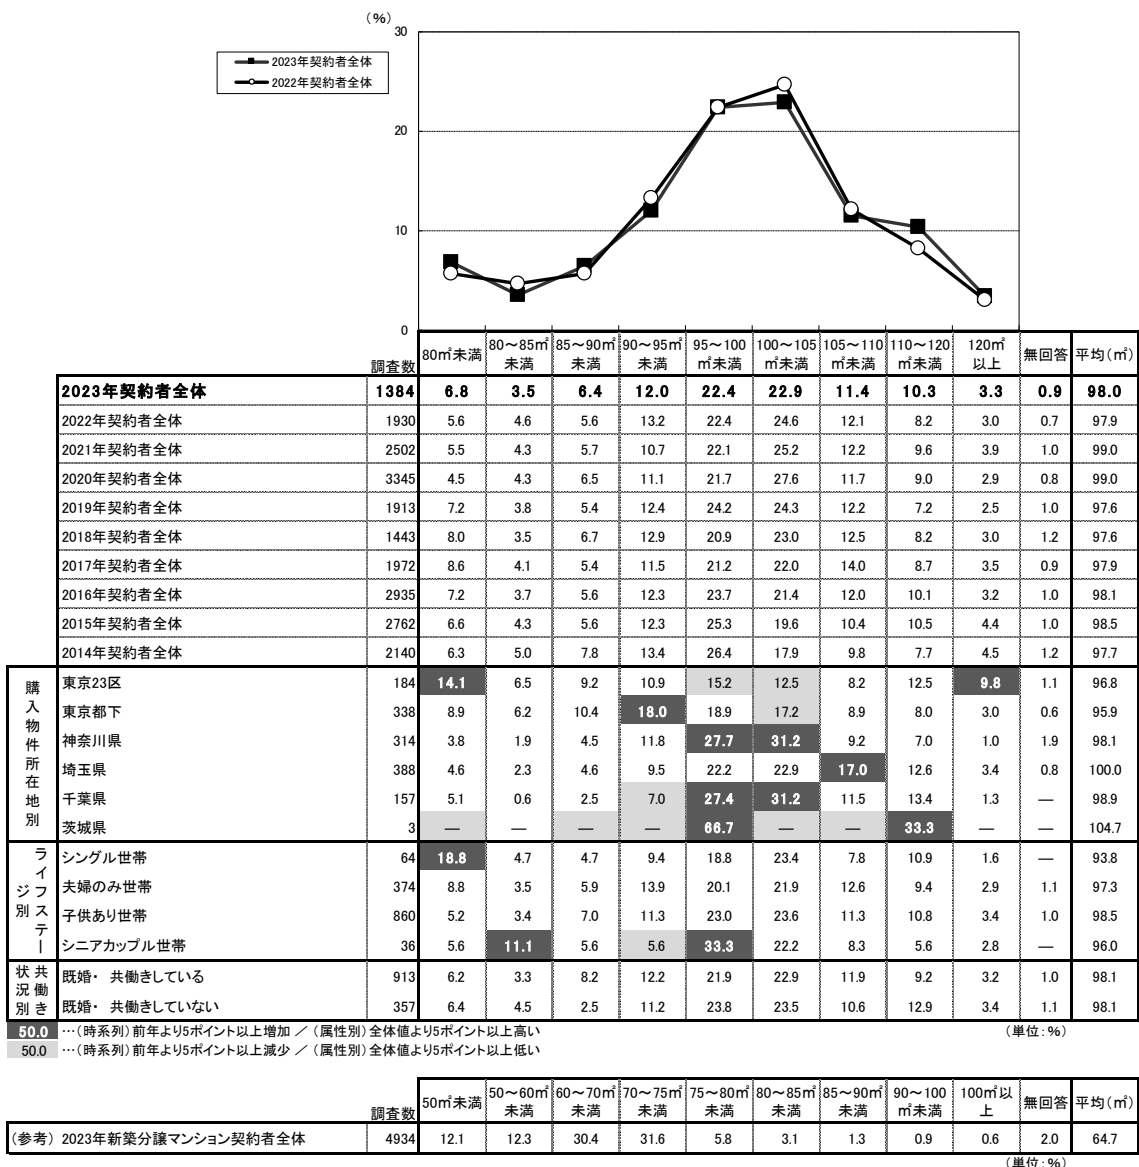 (%)
30
2023年契約者全体
2022年契約者全体
20
10
0
調査数 80㎡未満 80～85㎡未満 85～90㎡未満 90～95㎡未満 95～100㎡未満 100～105㎡未満 105～110㎡未満 110～120㎡未満 120㎡以上 無回答 平均(㎡)
2023年契約者全体 1384 6.8 3.5 6.4 12.0 22.4 22.9 11.4 10.3 3.3 0.9 98.0
2022年契約者全体 1930 5.6 4.6 5.6 13.2 22.4 24.6 12.1 8.2 3.0 0.7 97.9
2021年契約者全体 2502 5.5 4.3 5.7 10.7 22.1 25.2 12.2 9.6 3.9 1.0 99.0
2020年契約者全体 3345 4.5 4.3 6.5 11.1 21.7 27.6 11.7 9.0 2.9 0.8 99.0
2019年契約者全体 1913 7.2 3.8 5.4 12.4 24.2 24.3 12.2 7.2 2.5 1.0 97.6
2018年契約者全体 1443 8.0 3.5 6.7 12.9 20.9 23.0 12.5 8.2 3.0 1.2 97.6
2017年契約者全体 1972 8.6 4.1 5.4 11.5 21.2 22.0 14.0 8.7 3.5 0.9 97.9
2016年契約者全体 2935 7.2 3.7 5.6 12.3 23.7 21.4 12.0 10.1 3.2 1.0 98.1
2015年契約者全体 2762 6.6 4.3 5.6 12.3 25.3 19.6 10.4 10.5 4.4 1.0 98.5
2014年契約者全体 2140 6.3 5.0 7.8 13.4 26.4 17.9 9.8 7.7 4.5 1.2 97.7
購入物件所在地別
東京23区 184 14.1 6.5 9.2 10.9 15.2 12.5 8.2 12.5 9.8 1.1 96.8
東京都下 338 8.9 6.2 10.4 18.0 18.9 17.2 8.9 8.0 3.0 0.6 95.9
神奈川県 314 3.8 1.9 4.5 11.8 27.7 31.2 9.2 7.0 1.0 1.9 98.1
埼玉県 388 4.6 2.3 4.6 9.5 22.2 22.9 17.0 12.6 3.4 0.8 100.0
千葉県 157 5.1 0.6 2.5 7.0 27.4 31.2 11.5 13.4 1.3 ― 98.9
茨城県 3 ― ― ― ― 66.7 ― ― 33.3 ― ― 104.7
ライフステージ別
シングル世帯 64 18.8 4.7 4.7 9.4 18.8 23.4 7.8 10.9 1.6 ― 93.8
夫婦のみ世帯 374 8.8 3.5 5.9 13.9 20.1 21.9 12.6 9.4 2.9 1.1 97.3
子供あり世帯 860 5.2 3.4 7.0 11.3 23.0 23.6 11.3 10.8 3.4 1.0 98.5
シニアカップル世帯 36 5.6 11.1 5.6 5.6 33.3 22.2 8.3 5.6 2.8 ― 96.0
共働き状況別
既婚・ 共働きしている 913 6.2 3.3 8.2 12.2 21.9 22.9 11.9 9.2 3.2 1.0 98.1
既婚・ 共働きしていない 357 6.4 4.5 2.5 11.2 23.8 23.5 10.6 12.9 3.4 1.1 98.1
50.0 …(時系列)前年より5ポイント以上増加 ／ (属性別)全体値より5ポイント以上高い (単位:%)
50.0 …(時系列)前年より5ポイント以上減少 ／ (属性別)全体値より5ポイント以上低い
調査数 50㎡未満 50～60㎡未満 60～70㎡未満 70～75㎡未満 75～80㎡未満 80～85㎡未満 85～90㎡未満 90～100㎡未満 100㎡以上 無回答 平均(㎡)
(参考) 2023年新築分譲マンション契約者全体 4934 12.1 12.3 30.4 31.6 5.8 3.1 1.3 0.9 0.6 2.0 64.7
(単位:%)